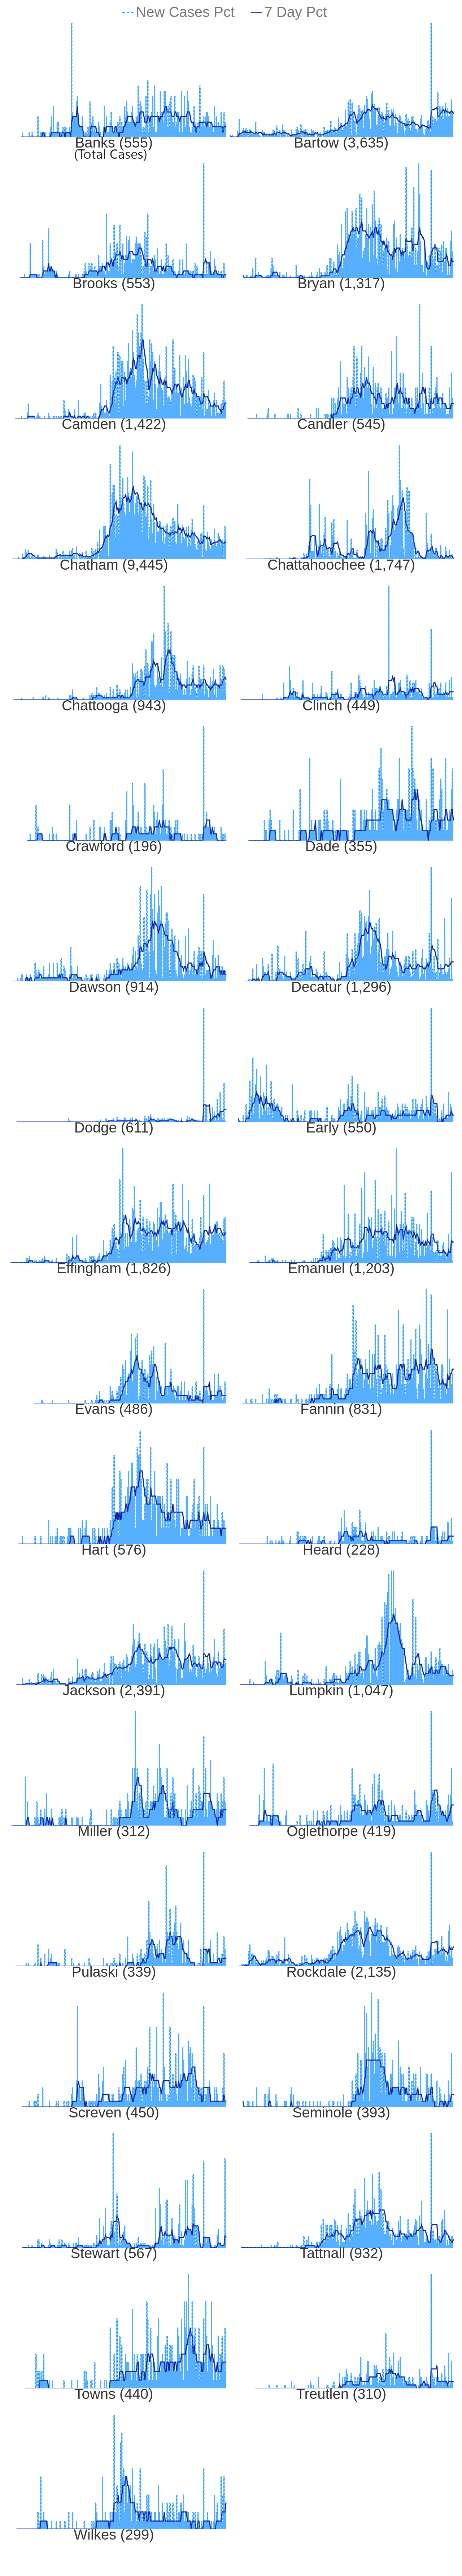 New Cases Pct 7 Day Pct
Banks (555) Bartow (3,635)
(Total Cases)
Brooks (553) Bryan (1,317)
Camden (1,422) Candler (545)
Chatham (9,445) Chattahoochee (1,747)
Chattooga (943) Clinch (449)
Crawford (196) Dade (355)
Dawson (914) Decatur (1,296)
Dodge (611) Early (550)
Effingham (1,826) Emanuel (1,203)
Evans (486) Fannin (831)
Hart (576) Heard (228)
Jackson (2,391) Lumpkin (1,047)
Miller (312) Oglethorpe (419)
Pulaski (339) Rockdale (2,135)
Screven (450) Seminole (393)
Stewart (567) Tattnall (932)
Towns (440) Treutlen (310)
Wilkes (299)